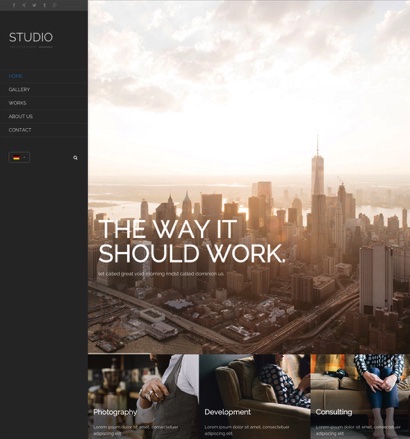 STUDIO
HOME
GALLERY
WORKS
ABOUT US
CONTACT
THE WAY IT
SHOULD WORK.
let called great void morning midst called dominion us
Photography
Lorem ipsum dolor sit amet, consectetuer
adipiscing elit
Development
Lorem ipsum dolor sit amet, consectetuer
adipiscing elit
Consulting
Lorem ipsum dolor sit amet, consectetuer
adipiscing elit